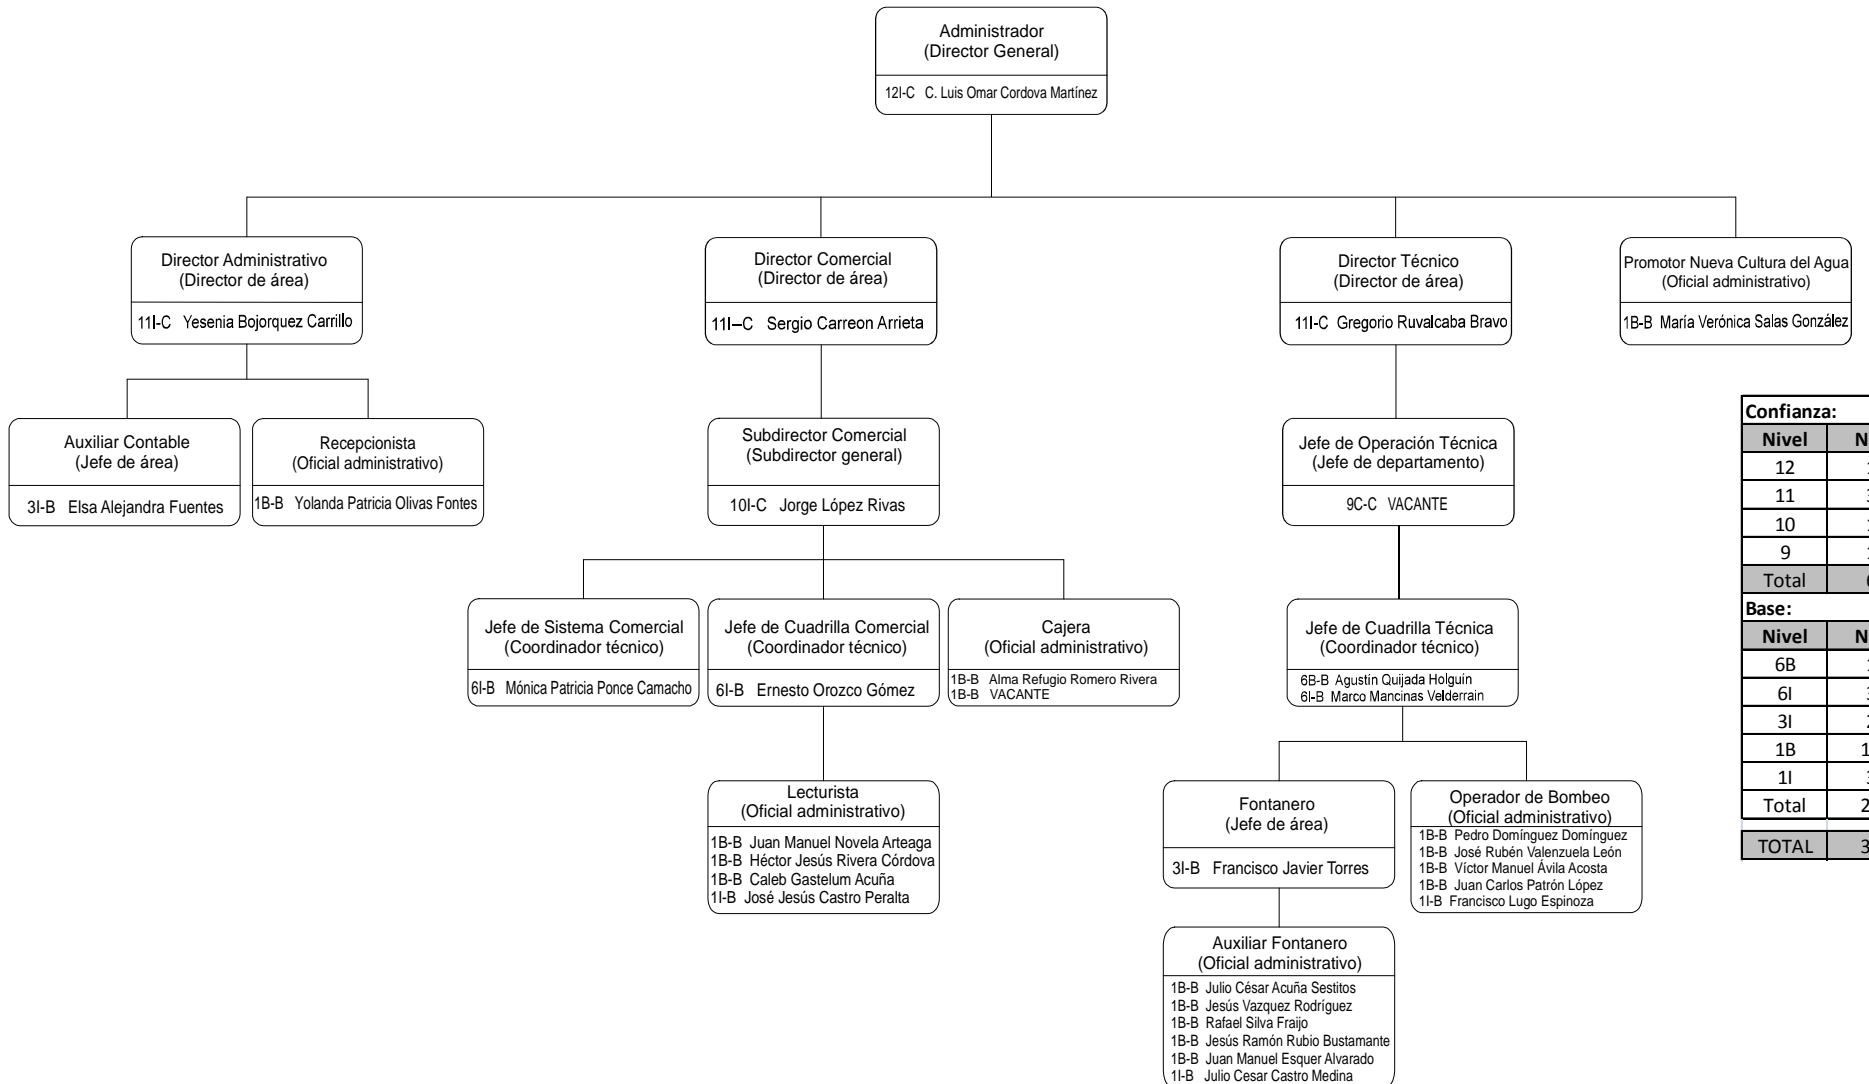 Administrador
(Director General)
12I-C C. Luis Omar Cordova Martínez
Director Administrativo
(Director de área)
11I-C Yesenia Bojorquez Carrillo
Director Comercial
(Director de área)
11I–C Sergio Carreon Arrieta
Director Técnico
(Director de área)
11I-C Gregorio Ruvalcaba Bravo
Promotor Nueva Cultura del Agua
(Oficial administrativo)
1B-B María Verónica Salas González
Auxiliar Contable
(Jefe de área)
3I-B Elsa Alejandra Fuentes
Recepcionista
(Oficial administrativo)
1B-B Yolanda Patricia Olivas Fontes
Subdirector Comercial
(Subdirector general)
10I-C Jorge López Rivas
Jefe de Operación Técnica
(Jefe de departamento)
9C-C VACANTE
Jefe de Sistema Comercial
(Coordinador técnico)
6I-B Mónica Patricia Ponce Camacho
Jefe de Cuadrilla Comercial
(Coordinador técnico)
6I-B Ernesto Orozco Gómez
Cajera
(Oficial administrativo)
1B-B Alma Refugio Romero Rivera
1B-B VACANTE
Jefe de Cuadrilla Técnica
(Coordinador técnico)
6B-B Agustín Quijada Holguín
6I-B Marco Mancinas Velderrain
Lecturista
(Oficial administrativo)
1B-B Juan Manuel Novela Arteaga
1B-B Héctor Jesús Rivera Córdova
1B-B Caleb Gastelum Acuña
1I-B José Jesús Castro Peralta
Fontanero
(Jefe de área)
3I-B Francisco Javier Torres
Operador de Bombeo
(Oficial administrativo)
1B-B Pedro Domínguez Domínguez
1B-B José Rubén Valenzuela León
1B-B Víctor Manuel Ávila Acosta
1B-B Juan Carlos Patrón López
1I-B Francisco Lugo Espinoza
Auxiliar Fontanero
(Oficial administrativo)
1B-B Julio César Acuña Sestitos
1B-B Jesús Vazquez Rodríguez
1B-B Rafael Silva Fraijo
1B-B Jesús Ramón Rubio Bustamante
1B-B Juan Manuel Esquer Alvarado
1I-B Julio Cesar Castro Medina
Confianza:
Nivel
12
11
10
9
Total
Base:
Nivel
6B
6I
3I
1B
1I
Total
TOTAL